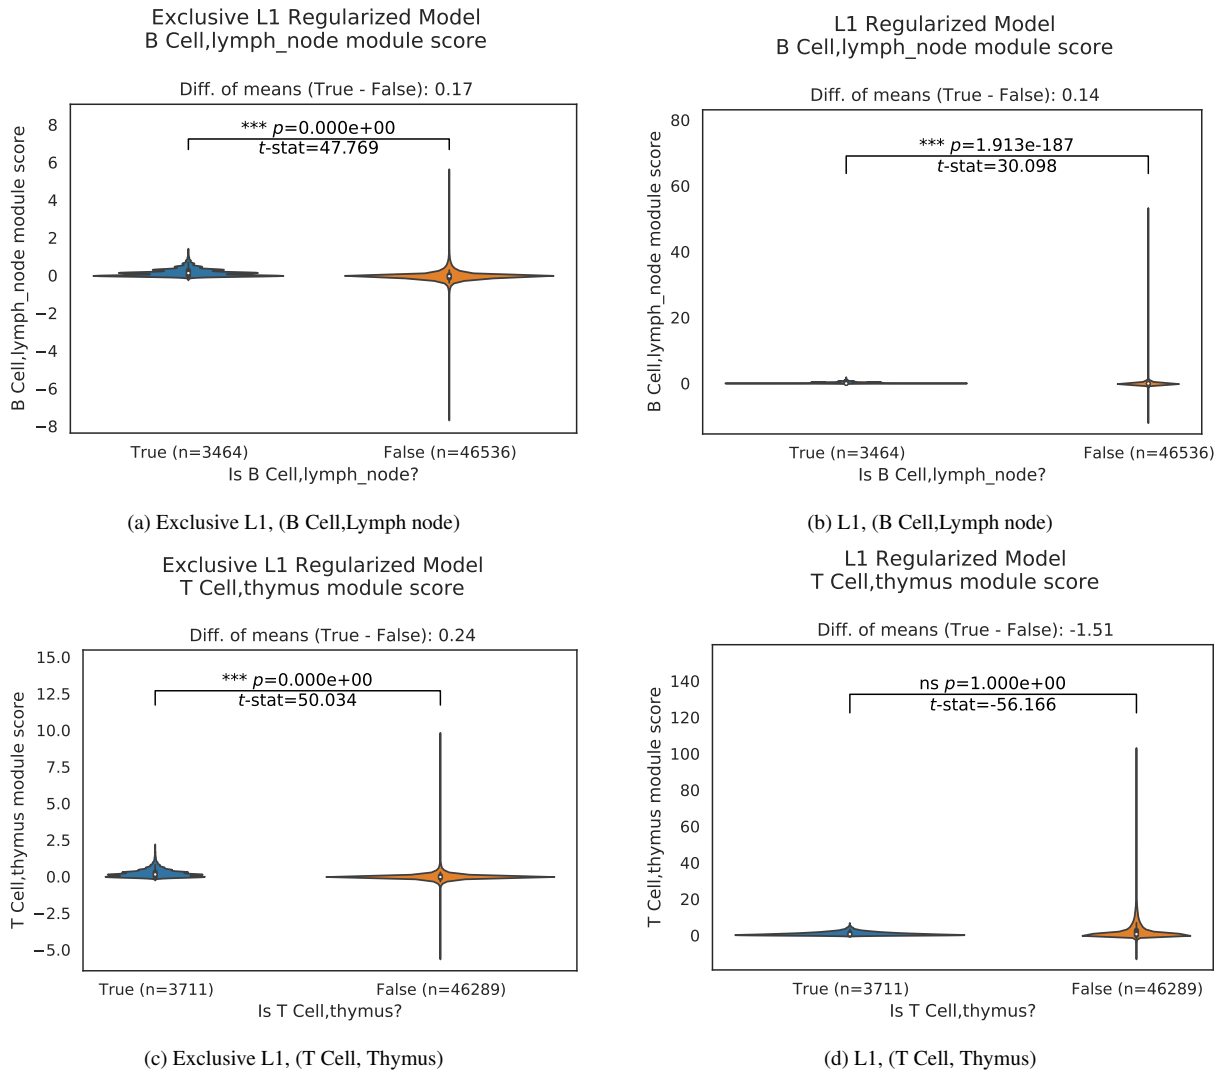 Exclusive L1 Regularized Model
B Cell,lymph_node module score
Diff. of means (True - False): 0.17
*** p=0.000e+00
t-stat=47.769
B Cell,lymph_node module score
8
6
4
2
0
−2
−4
−6
−8
True (n=3464)
False (n=46536)
Is B Cell,lymph_node?
(a) Exclusive L1, (B Cell,Lymph node)
L1 Regularized Model
B Cell,lymph_node module score
Diff. of means (True - False): 0.14
*** p=1.913e-187
t-stat=30.098
B Cell,lymph_node module score
80
60
40
20
0
True (n=3464)
False (n=46536)
Is B Cell,lymph_node?
(b) L1, (B Cell,Lymph node)
Exclusive L1 Regularized Model
T Cell,thymus module score
Diff. of means (True - False): 0.24
*** p=0.000e+00
t-stat=50.034
T Cell,thymus module score
15.0
12.5
10.0
7.5
5.0
2.5
0.0
−2.5
−5.0
True (n=3711)
False (n=46289)
Is T Cell,thymus?
(c) Exclusive L1, (T Cell, Thymus)
L1 Regularized Model
T Cell,thymus module score
Diff. of means (True - False): -1.51
ns p=1.000e+00
t-stat=-56.166
T Cell,thymus module score
140
120
100
80
60
40
20
0
True (n=3711)
False (n=46289)
Is T Cell,thymus?
(d) L1, (T Cell, Thymus)